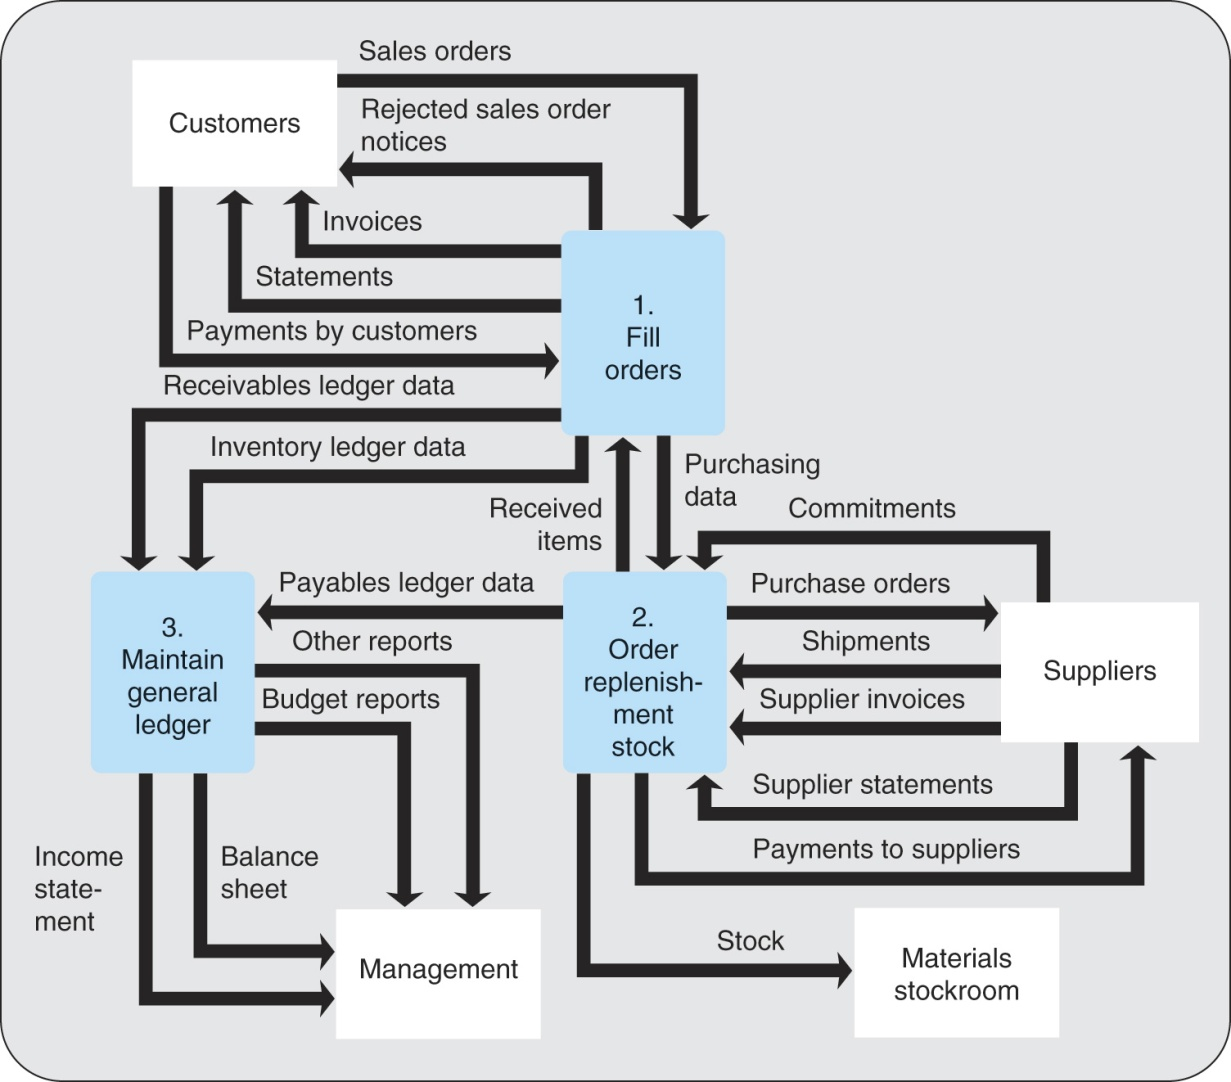 Sales orders
Customers
Rejected sales order
notices
Invoices
Statements
Payments by customers
1.
Fill
orders
Receivables ledger data
Inventory ledger data
Received
items
Purchasing
data
Commitments
Payables ledger data
Purchase orders
3.
Maintain
general
ledger
Other reports
Budget reports
2.
Order
replenish-
ment
stock
Shipments
Supplier invoices
Suppliers
Supplier statements
Payments to suppliers
Income
state-
ment
Balance
sheet
Management
Stock
Materials
stockroom